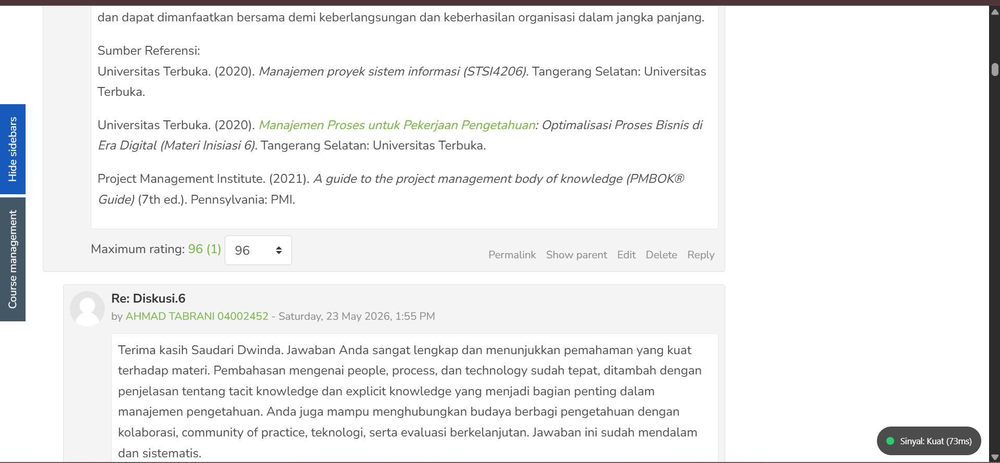 dan dapat dimanfaatkan bersama demi keberlangsungan dan keberhasilan organisasi dalam jangka panjang.
Sumber Referensi:
Universitas Terbuka. (2020). Manajemen proyek sistem informasi (STSI4206). Tangerang Selatan: Universitas
Terbuka.
Universitas Terbuka. (2020). Manajemen Proses untuk Pekerjaan Pengetahuan: Optimalisasi Proses Bisnis di
Era Digital (Materi Inisiasi 6). Tangerang Selatan: Universitas Terbuka.
Project Management Institute. (2021). A guide to the project management body of knowledge (PMBOK®
Guide) (7th ed.). Pennsylvania: PMI.
Maximum rating: 96 (1) 96
Permalink Show parent Edit Delete Reply
Hide sidebars
Course management
Re: Diskusi.6
by AHMAD TABRANI 04002452 - Saturday, 23 May 2026, 1:55 PM
Terima kasih Saudari Dwinda. Jawaban Anda sangat lengkap dan menunjukkan pemahaman yang kuat
terhadap materi. Pembahasan mengenai people, process, dan technology sudah tepat, ditambah dengan
penjelasan tentang tacit knowledge dan explicit knowledge yang menjadi bagian penting dalam
manajemen pengetahuan. Anda juga mampu menghubungkan budaya berbagi pengetahuan dengan
kolaborasi, community of practice, teknologi, serta evaluasi berkelanjutan. Jawaban ini sudah mendalam
dan sistematis.
Sinyal: Kuat (73ms)